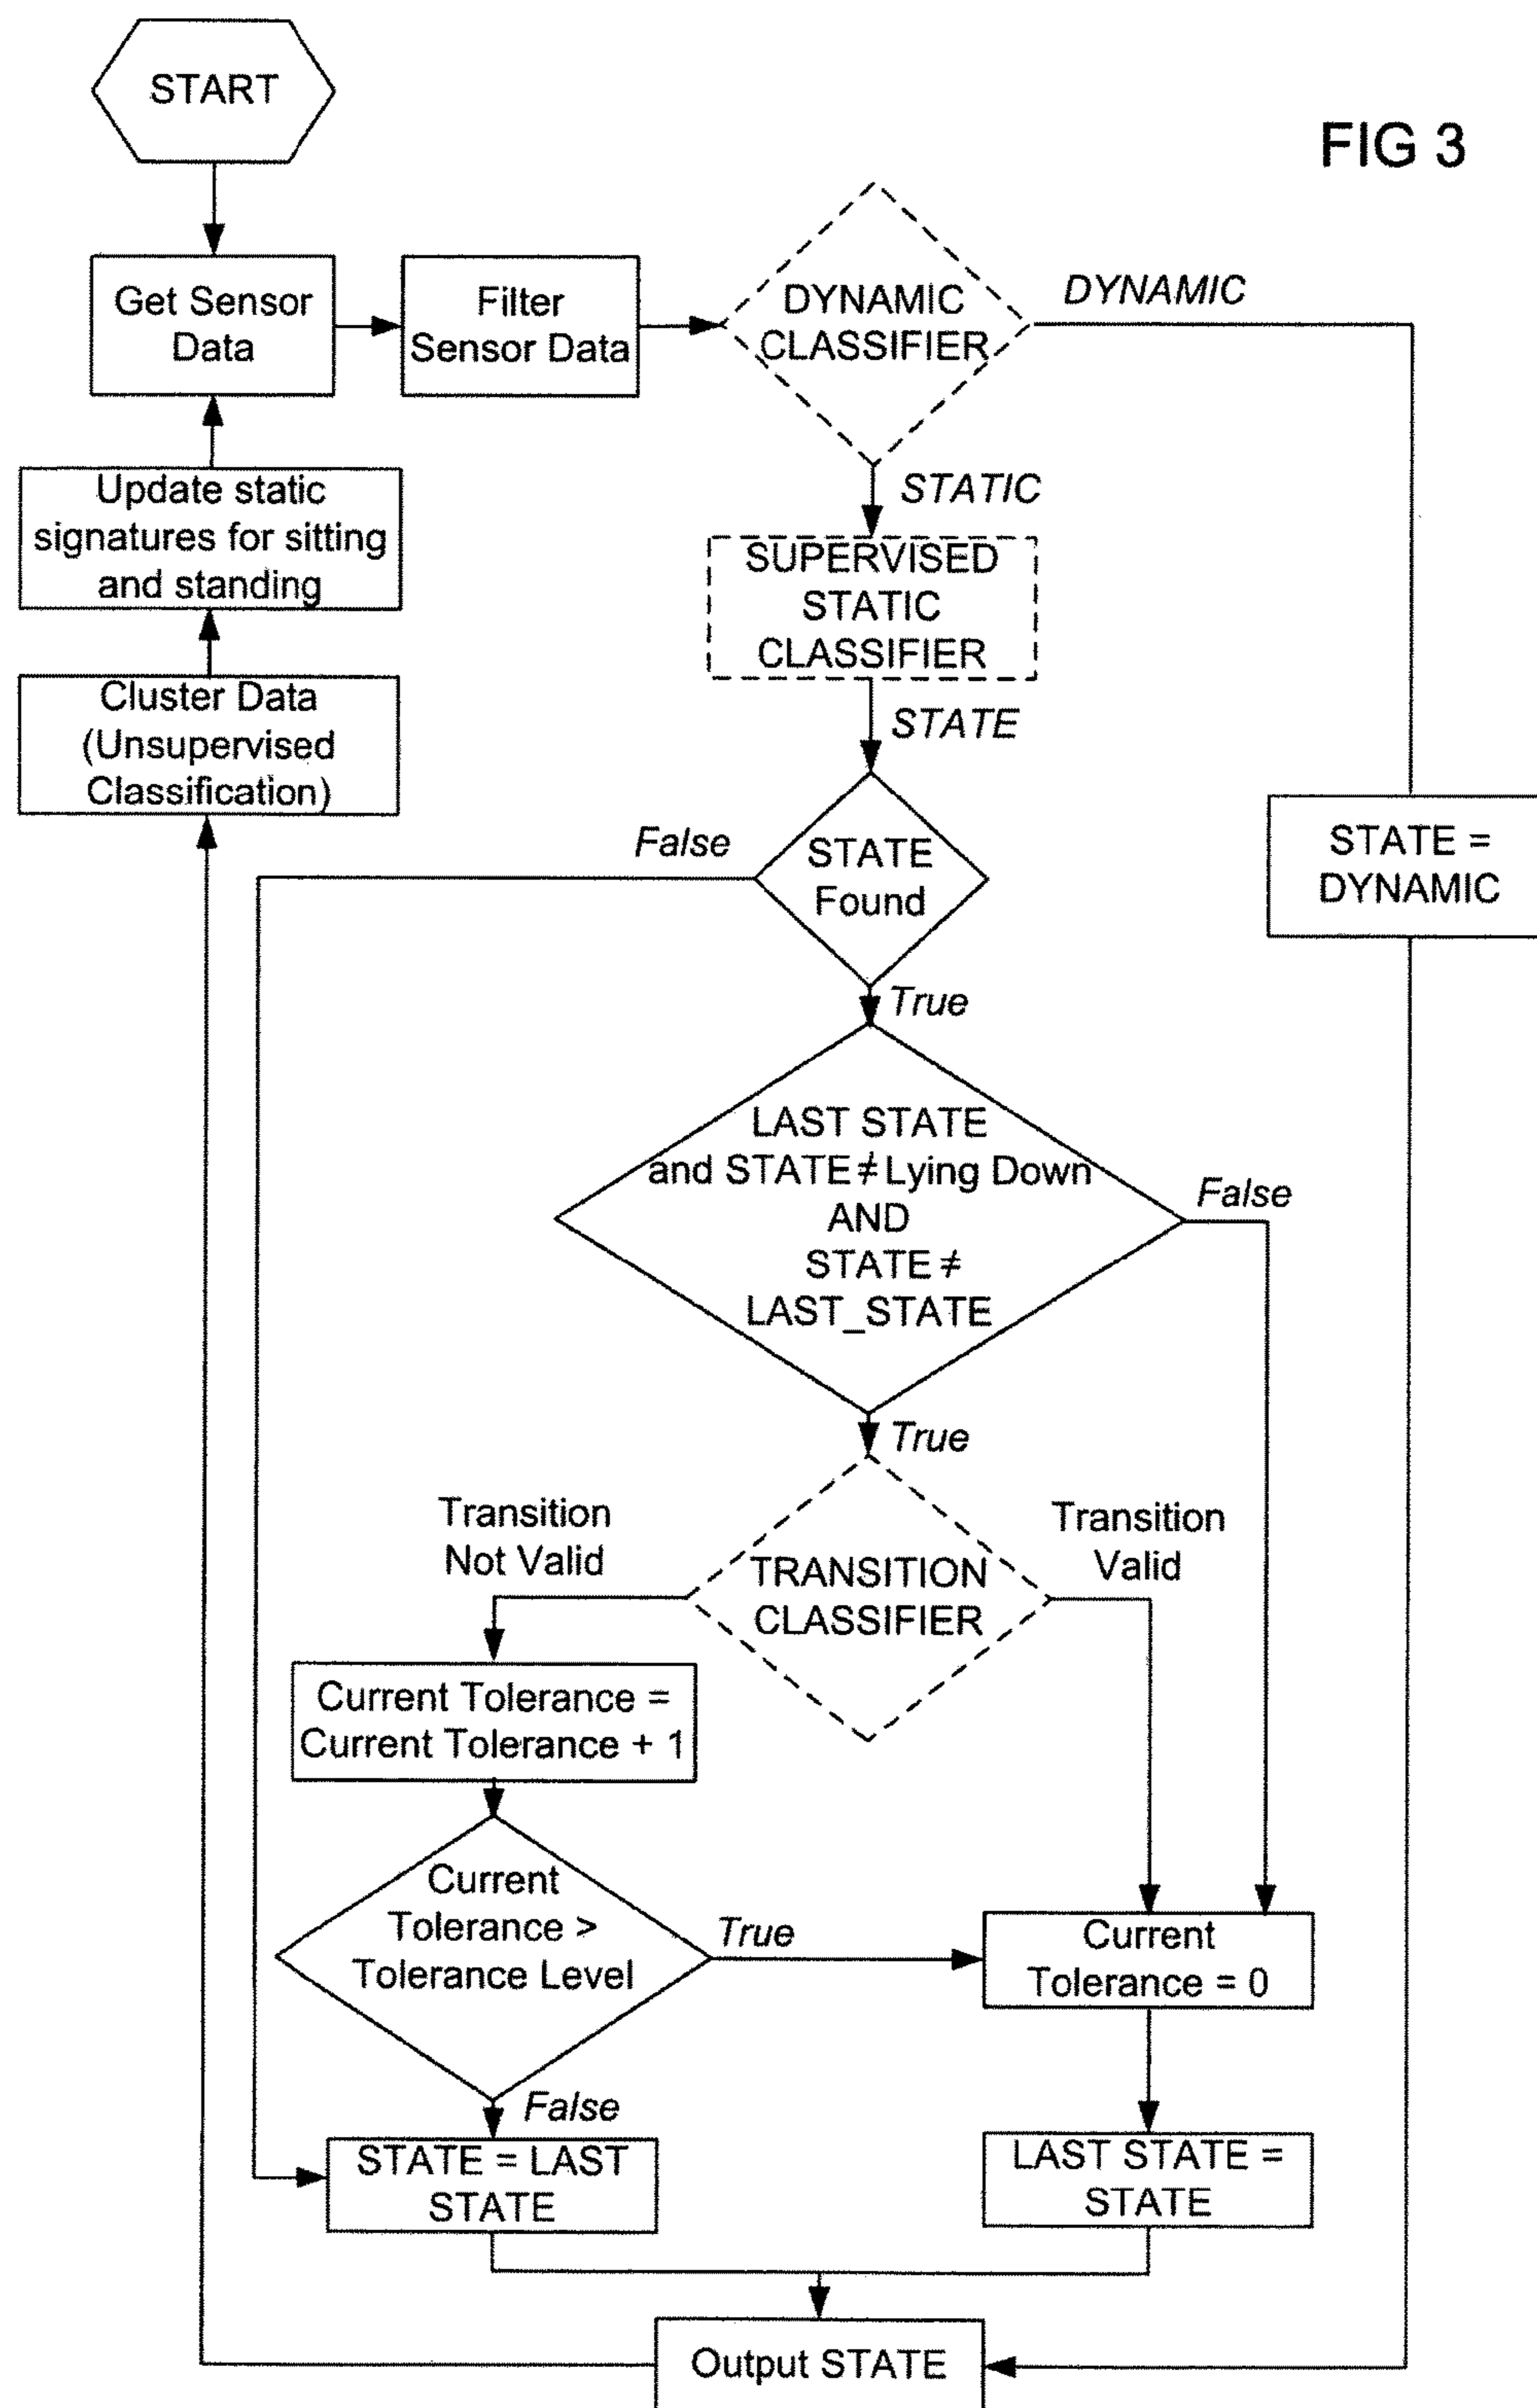 START
FIG 3
Get Sensor
Data
Filter
Sensor Data
DYNAMIC
CLASSIFIER
DYNAMIC
Update static
signatures for sitting
and standing
STATIC
SUPERVISED
STATIC
CLASSIFIER
Cluster Data
(Unsupervised
Classification)
STATE
False
STATE
Found
STATE =
DYNAMIC
True
LAST STATE
and STATE ≠ Lying Down
AND
STATE ≠
LAST_STATE
False
True
Transition
Not Valid
TRANSITION
CLASSIFIER
Transition
Valid
Current Tolerance =
Current Tolerance + 1
Current
Tolerance >
Tolerance Level
True
Current
Tolerance = 0
False
STATE = LAST
STATE
LAST STATE =
STATE
Output STATE